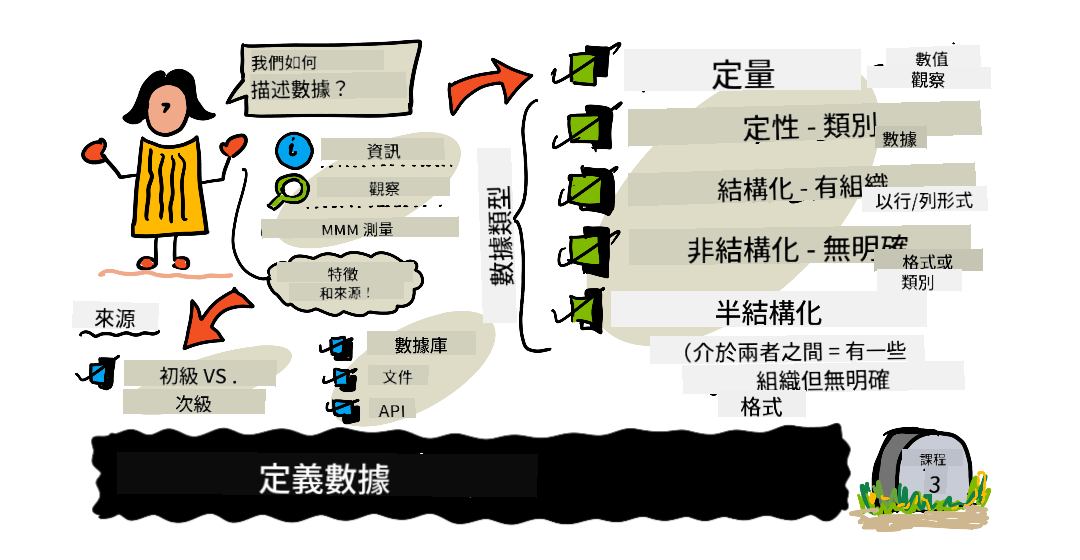 我們如何
描述數據？
資訊
觀察
MMM 測量
特徵
和來源！
來源
初級 VS .
次級
數據庫
文件
API
數據類型
定量
數值
觀察
定性 - 類別
數據
結構化 - 有組織
以行/列形式
非結構化 - 無明確
格式或
類別
半結構化
（介於兩者之間 = 有一些
組織但無明確
格式
定義數據
課程
3